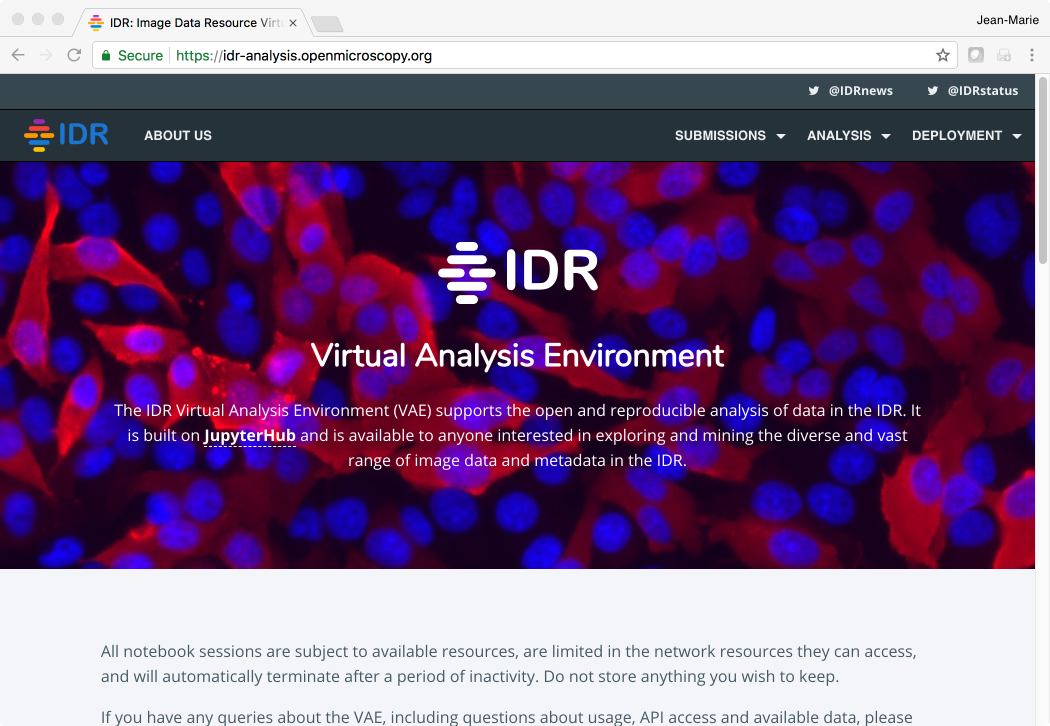 IDR: Image Data Resource Virt
Jean-Marie
Secure https://idr-analysis.openmicroscopy.org
@IDRnews @IDRstatus
IDR ABOUT US SUBMISSIONS ANALYSIS DEPLOYMENT
IDR
Virtual Analysis Environment
The IDR Virtual Analysis Environment (VAE) supports the open and reproducible analysis of data in the IDR. It
is built on JupyterHub and is available to anyone interested in exploring and mining the diverse and vast
range of image data and metadata in the IDR.
All notebook sessions are subject to available resources, are limited in the network resources they can access,
and will automatically terminate after a period of inactivity. Do not store anything you wish to keep.
If you have any queries about the VAE, including questions about usage, API access and available data, please